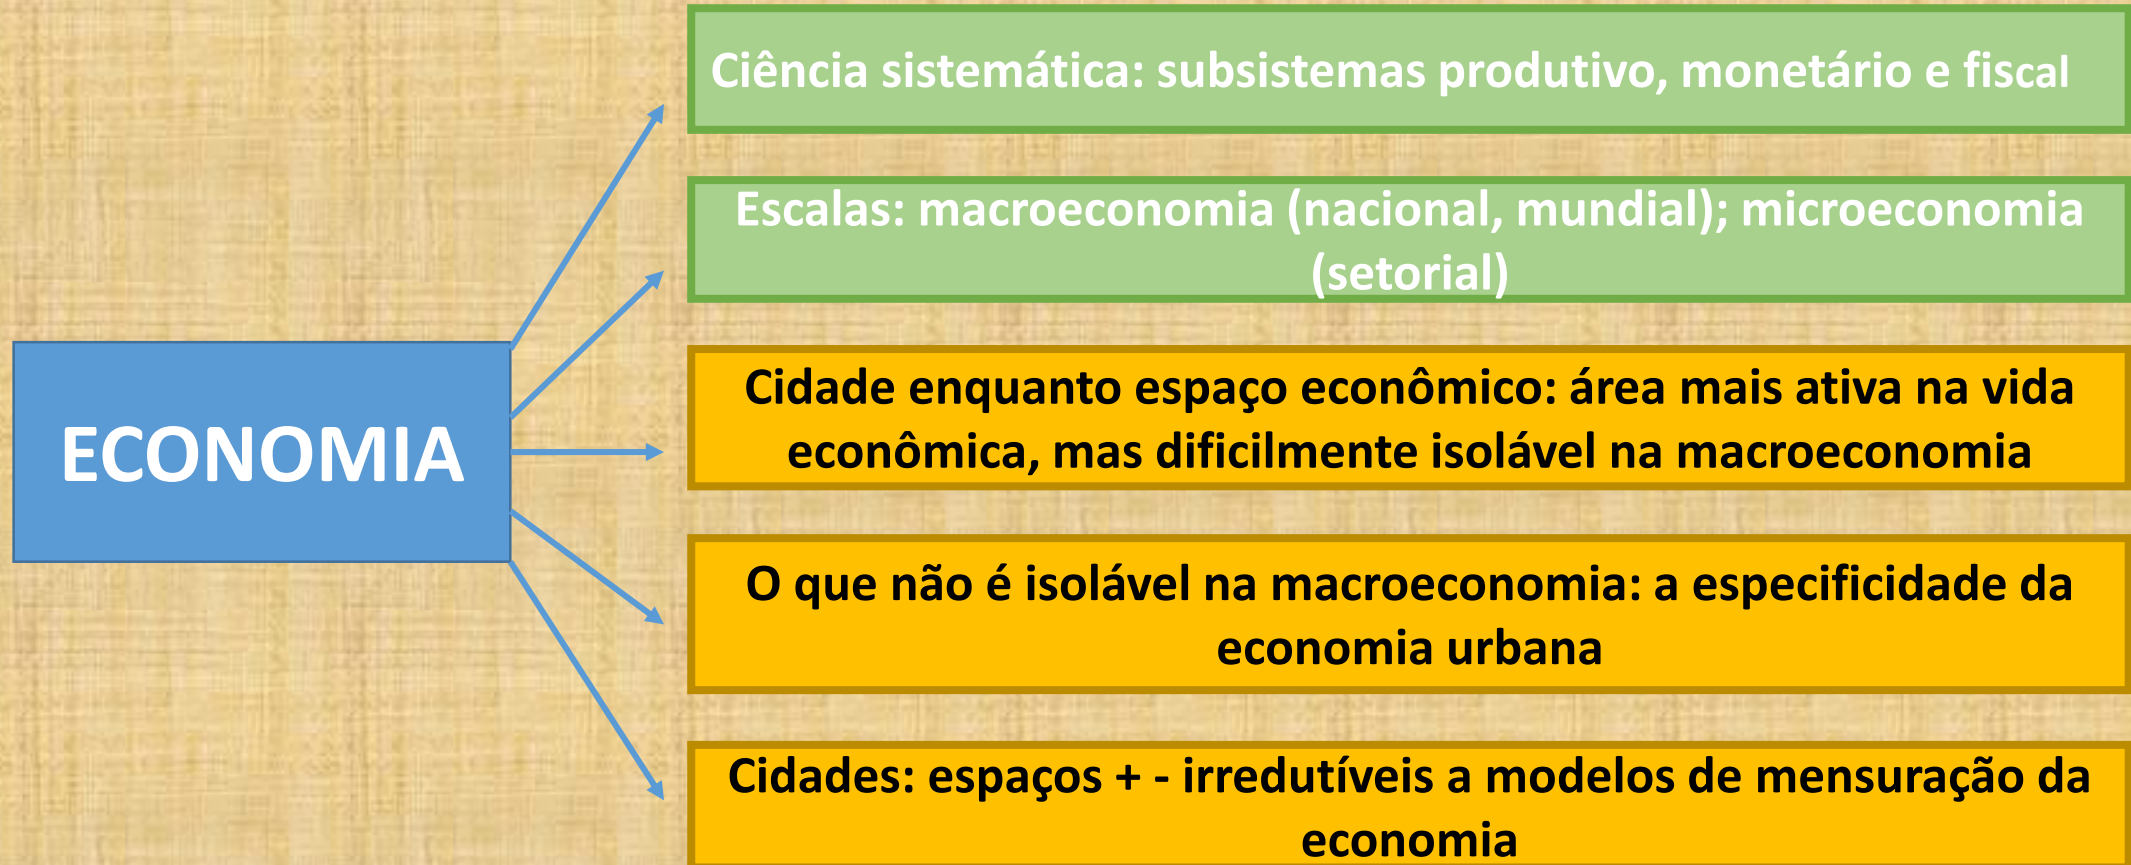 Ciência sistemática: subsistemas produtivo, monetário e fiscal
Escalas: macroeconomia (nacional, mundial); microeconomia
(setorial)
ECONOMIA
Cidade enquanto espaço econômico: área mais ativa na vida
econômica, mas dificilmente isolável na macroeconomia
O que não é isolável na macroeconomia: a especificidade da
economia urbana
Cidades: espaços + - irredutíveis a modelos de mensuração da
economia